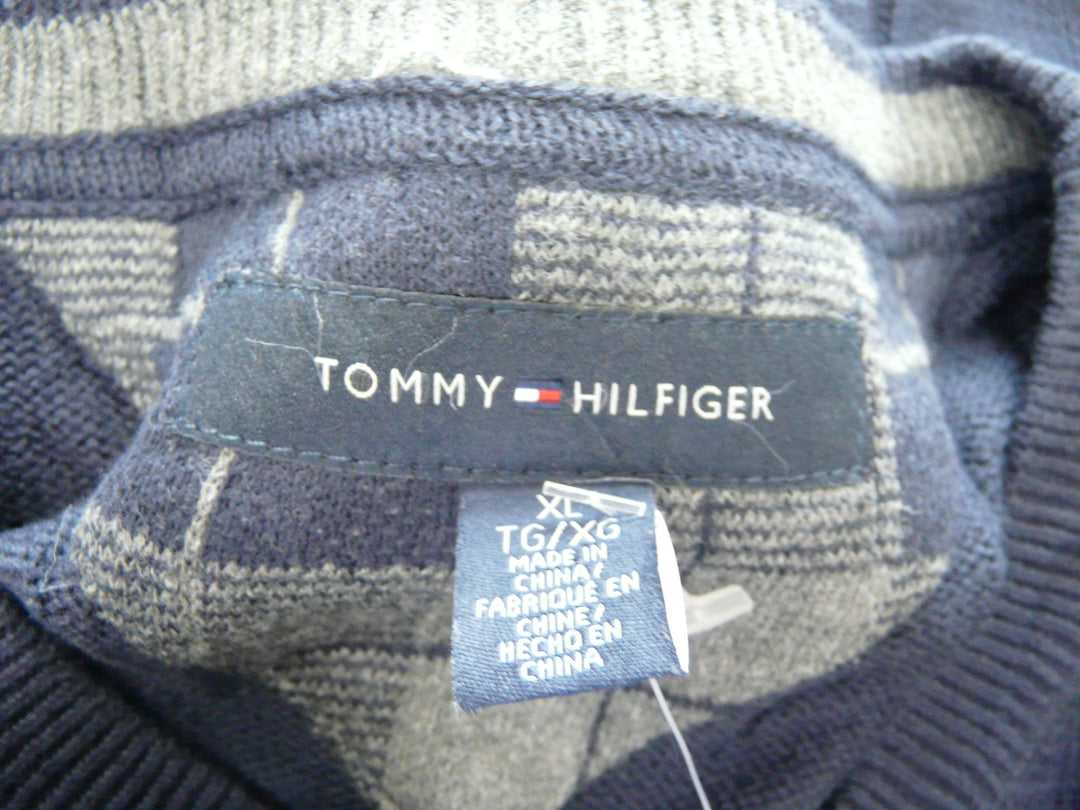 TOMMY HILFIGER
XL
TG/XG
MADE IN
CHINA/
FABRIQUE EN
CHINE/
HECHO EN
CHINA